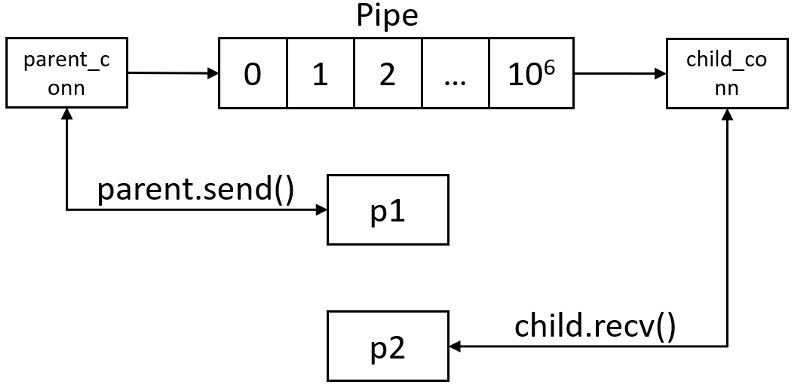 Pipe
parent_c
onn
0 1 2 ... 10⁶
child_co
nn
parent.send()
p1
child.recv()
p2